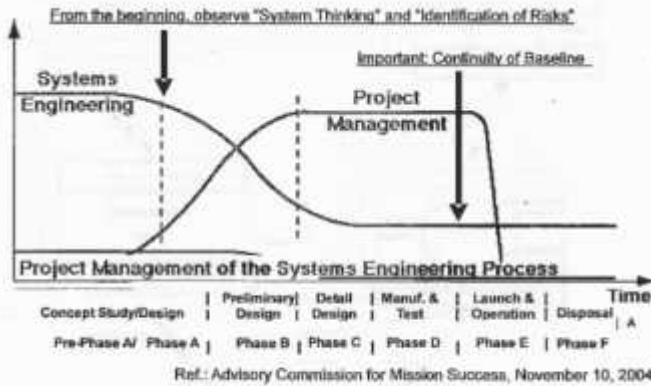 From the beginning, observe "System Thinking" and "Identification of Risks"
Important: Continuity of Baseline
Systems
Engineering
Project
Management
Project Management of the Systems Engineering Process
Time
Concept Study/Design | Preliminary Design | Detail Design | Manuf. & Test | Launch & Operation | Disposal | A
Pre-Phase A/ Phase A | Phase B | Phase C | Phase D | Phase E | Phase F
Ref.: Advisory Commission for Mission Success, November 10, 2004